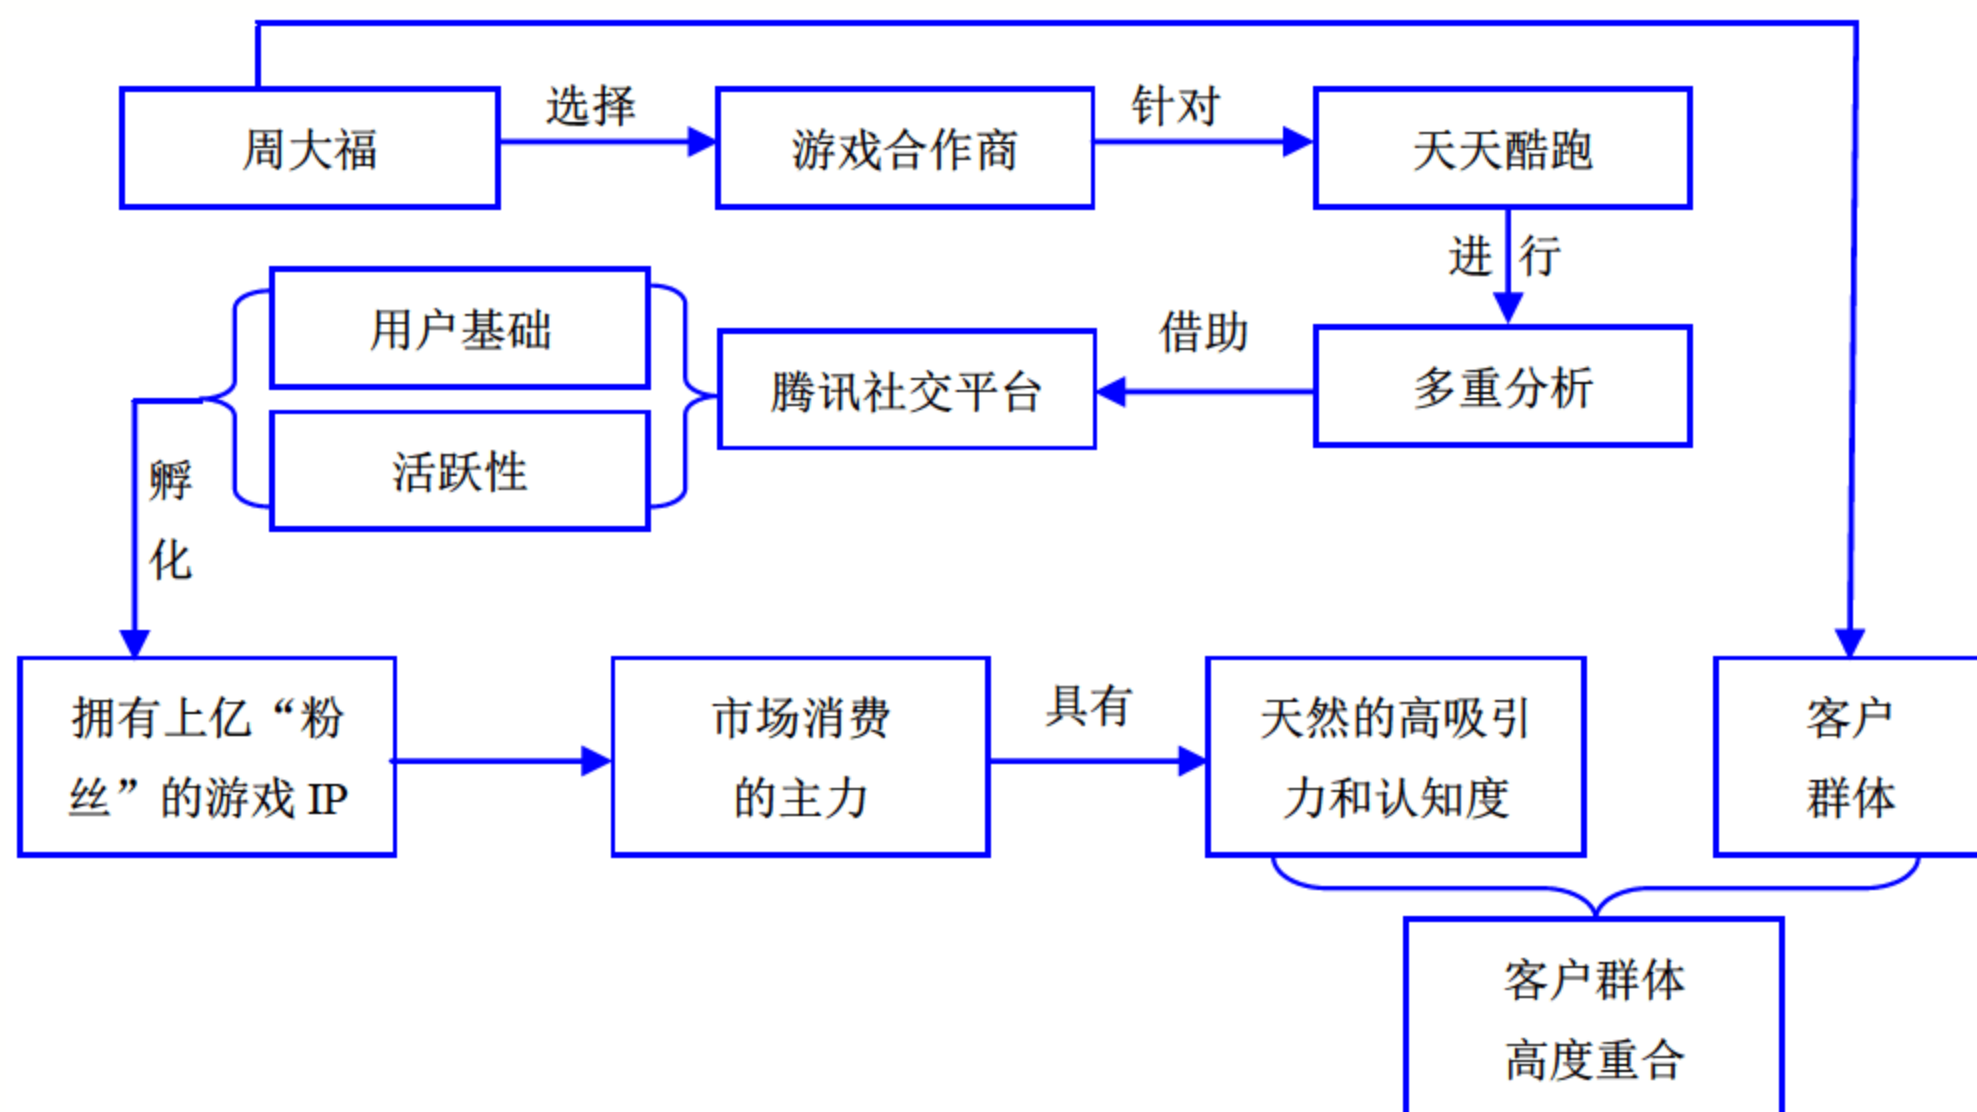 周大福
选择
游戏合作商
针对
天天酷跑
进行
用户基础
活跃性
腾讯社交平台
借助
多重分析
孵
化
拥有上亿“粉
丝”的游戏 IP
市场消费
的主力
具有
天然的高吸引
力和认知度
客户
群体
客户群体
高度重合